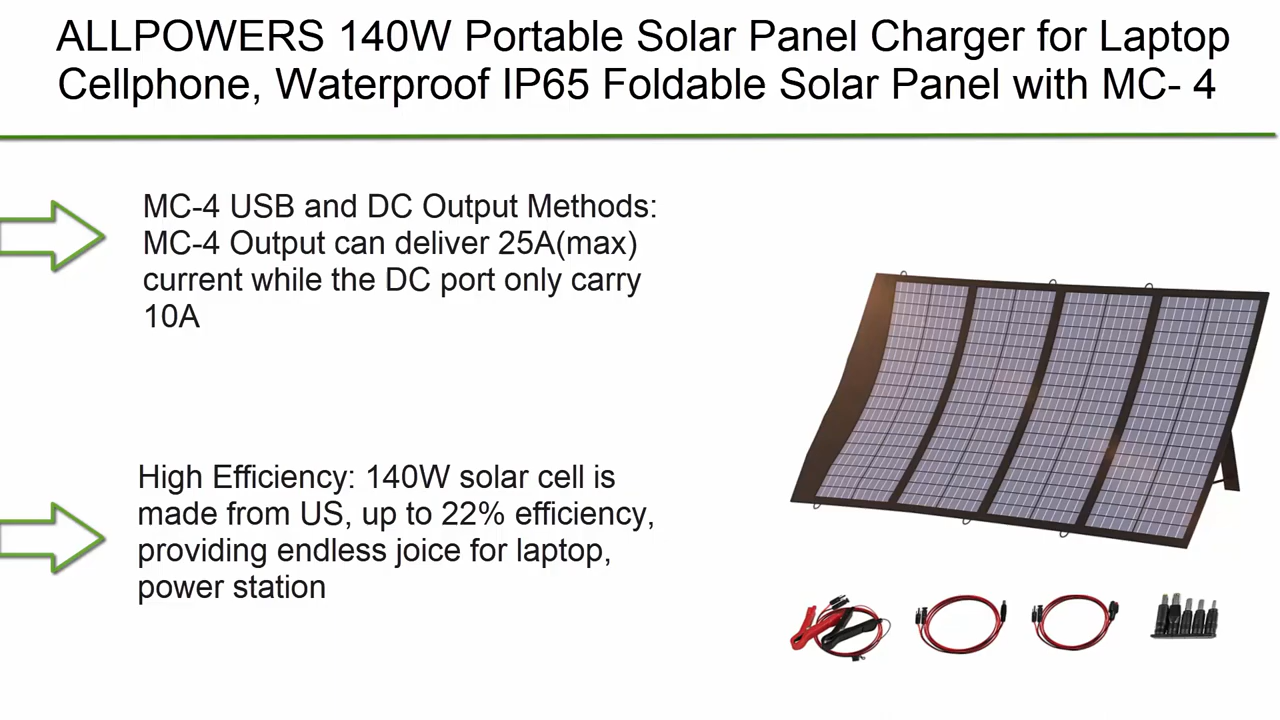 ALLPOWERS 140W Portable Solar Panel Charger for Laptop
Cellphone, Waterproof IP65 Foldable Solar Panel with MC- 4
MC-4 USB and DC Output Methods:
MC-4 Output can deliver 25A(max)
current while the DC port only carry
10A
High Efficiency: 140W solar cell is
made from US, up to 22% efficiency,
providing endless joice for laptop,
power station